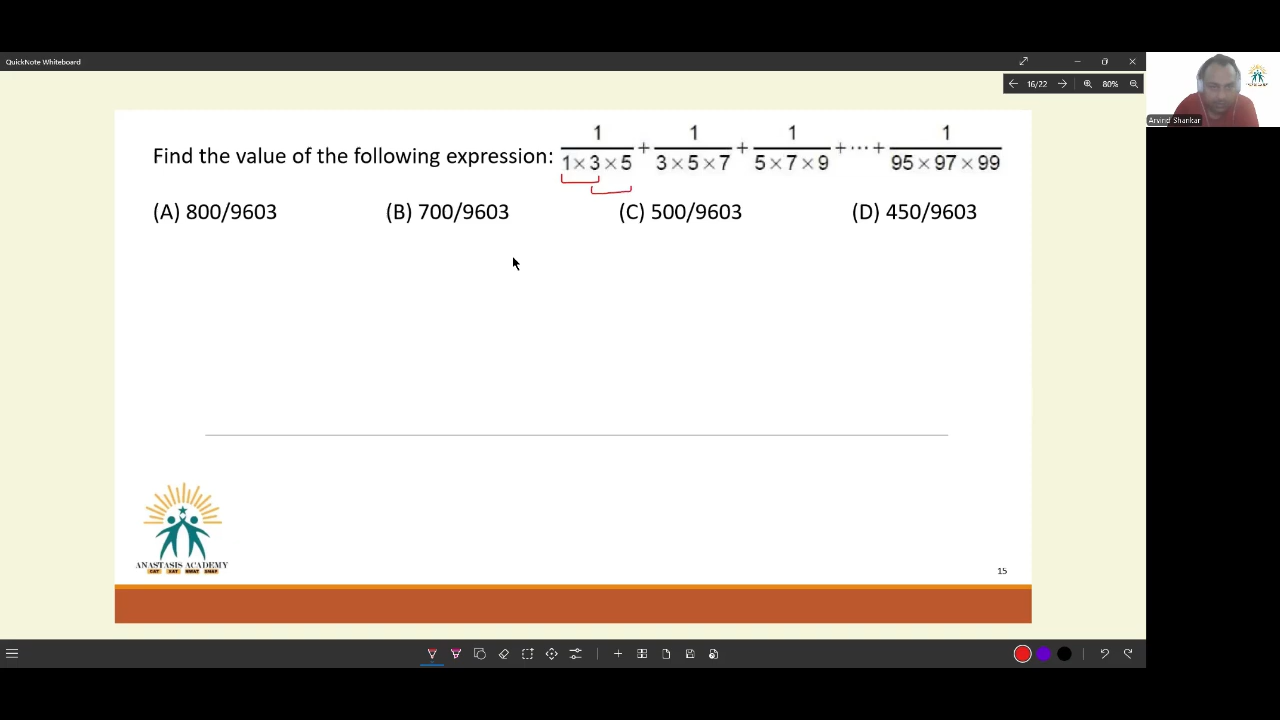 QuickNote Whiteboard
16/22
80%
Arvind Shankar
Find the value of the following expression: 1/(1×3×5) + 1/(3×5×7) + 1/(5×7×9) +⋯+ 1/(95×97×99)
(A) 800/9603 (B) 700/9603 (C) 500/9603 (D) 450/9603
ANASTASIS ACADEMY
15